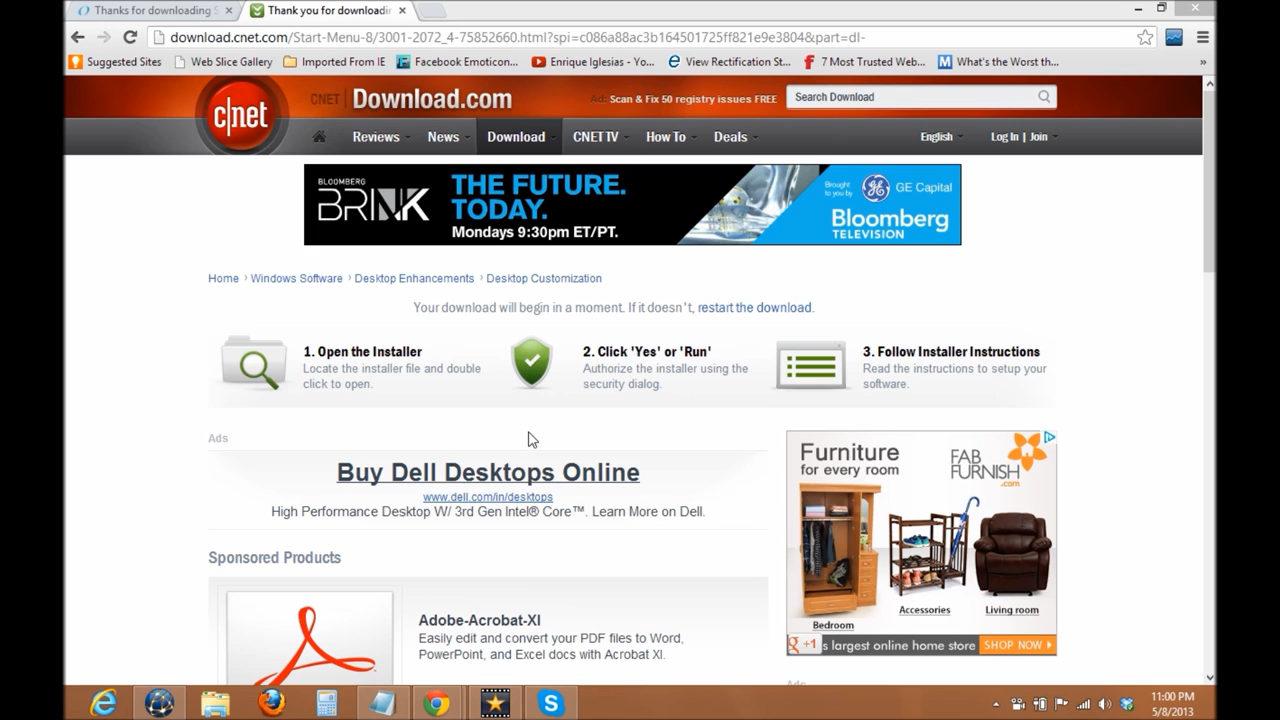 Thanks for downloading S
Thank you for downloadin
download.cnet.com/Start-Menu-8/3001-2072_4-75852660.html?spi=c086a88ac3b164501725ff821e9e3804&part=dl-
Suggested Sites
Web Slice Gallery
Imported From IE
Facebook Emoticon...
Enrique Iglesias - Yo...
View Rectification St...
7 Most Trusted Web...
What's the Worst th...
c|net
CNET
Download.com
Ad: Scan & Fix 50 registry issues FREE
Search Download
Reviews
News
Download
CNET TV
How To
Deals
English
Log In | Join
BLOOMBERG
BRINK
THE FUTURE.
TODAY.
Mondays 9:30pm ET/PT.
Brought
to you by
GE Capital
Bloomberg
TELEVISION
Home › Windows Software › Desktop Enhancements › Desktop Customization
Your download will begin in a moment. If it doesn't, restart the download.
1. Open the Installer
Locate the installer file and double
click to open.
2. Click 'Yes' or 'Run'
Authorize the installer using the
security dialog.
3. Follow Installer Instructions
Read the instructions to setup your
software.
Ads
Buy Dell Desktops Online
www.dell.com/in/desktops
High Performance Desktop W/ 3rd Gen Intel® Core™. Learn More on Dell.
Sponsored Products
Adobe-Acrobat-XI
Easily edit and convert your PDF files to Word,
PowerPoint, and Excel docs with Acrobat XI.
Furniture
for every room
FAB
FURNISH
.com
Bedroom
Accessories
Living room
g +1
s largest online home store
SHOP NOW
Ads
11:00 PM
5/8/2013